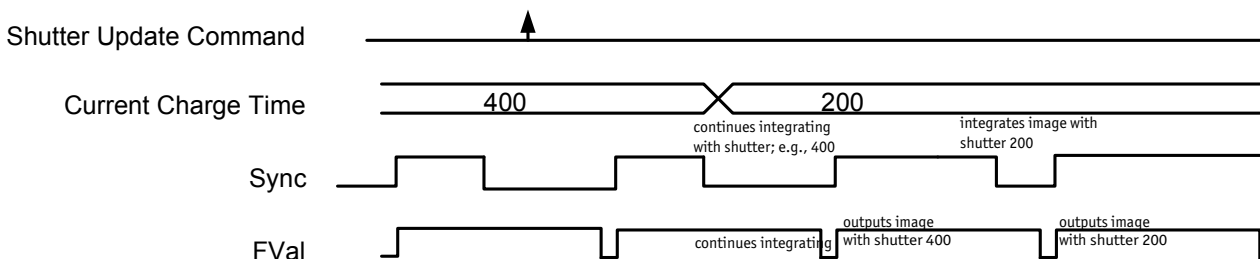 Shutter Update Command
Current Charge Time
400
200
continues integrating
with shutter; e.g., 400
integrates image with
shutter 200
Sync
FVal
continues integrating
outputs image
with shutter 400
outputs image
with shutter 200